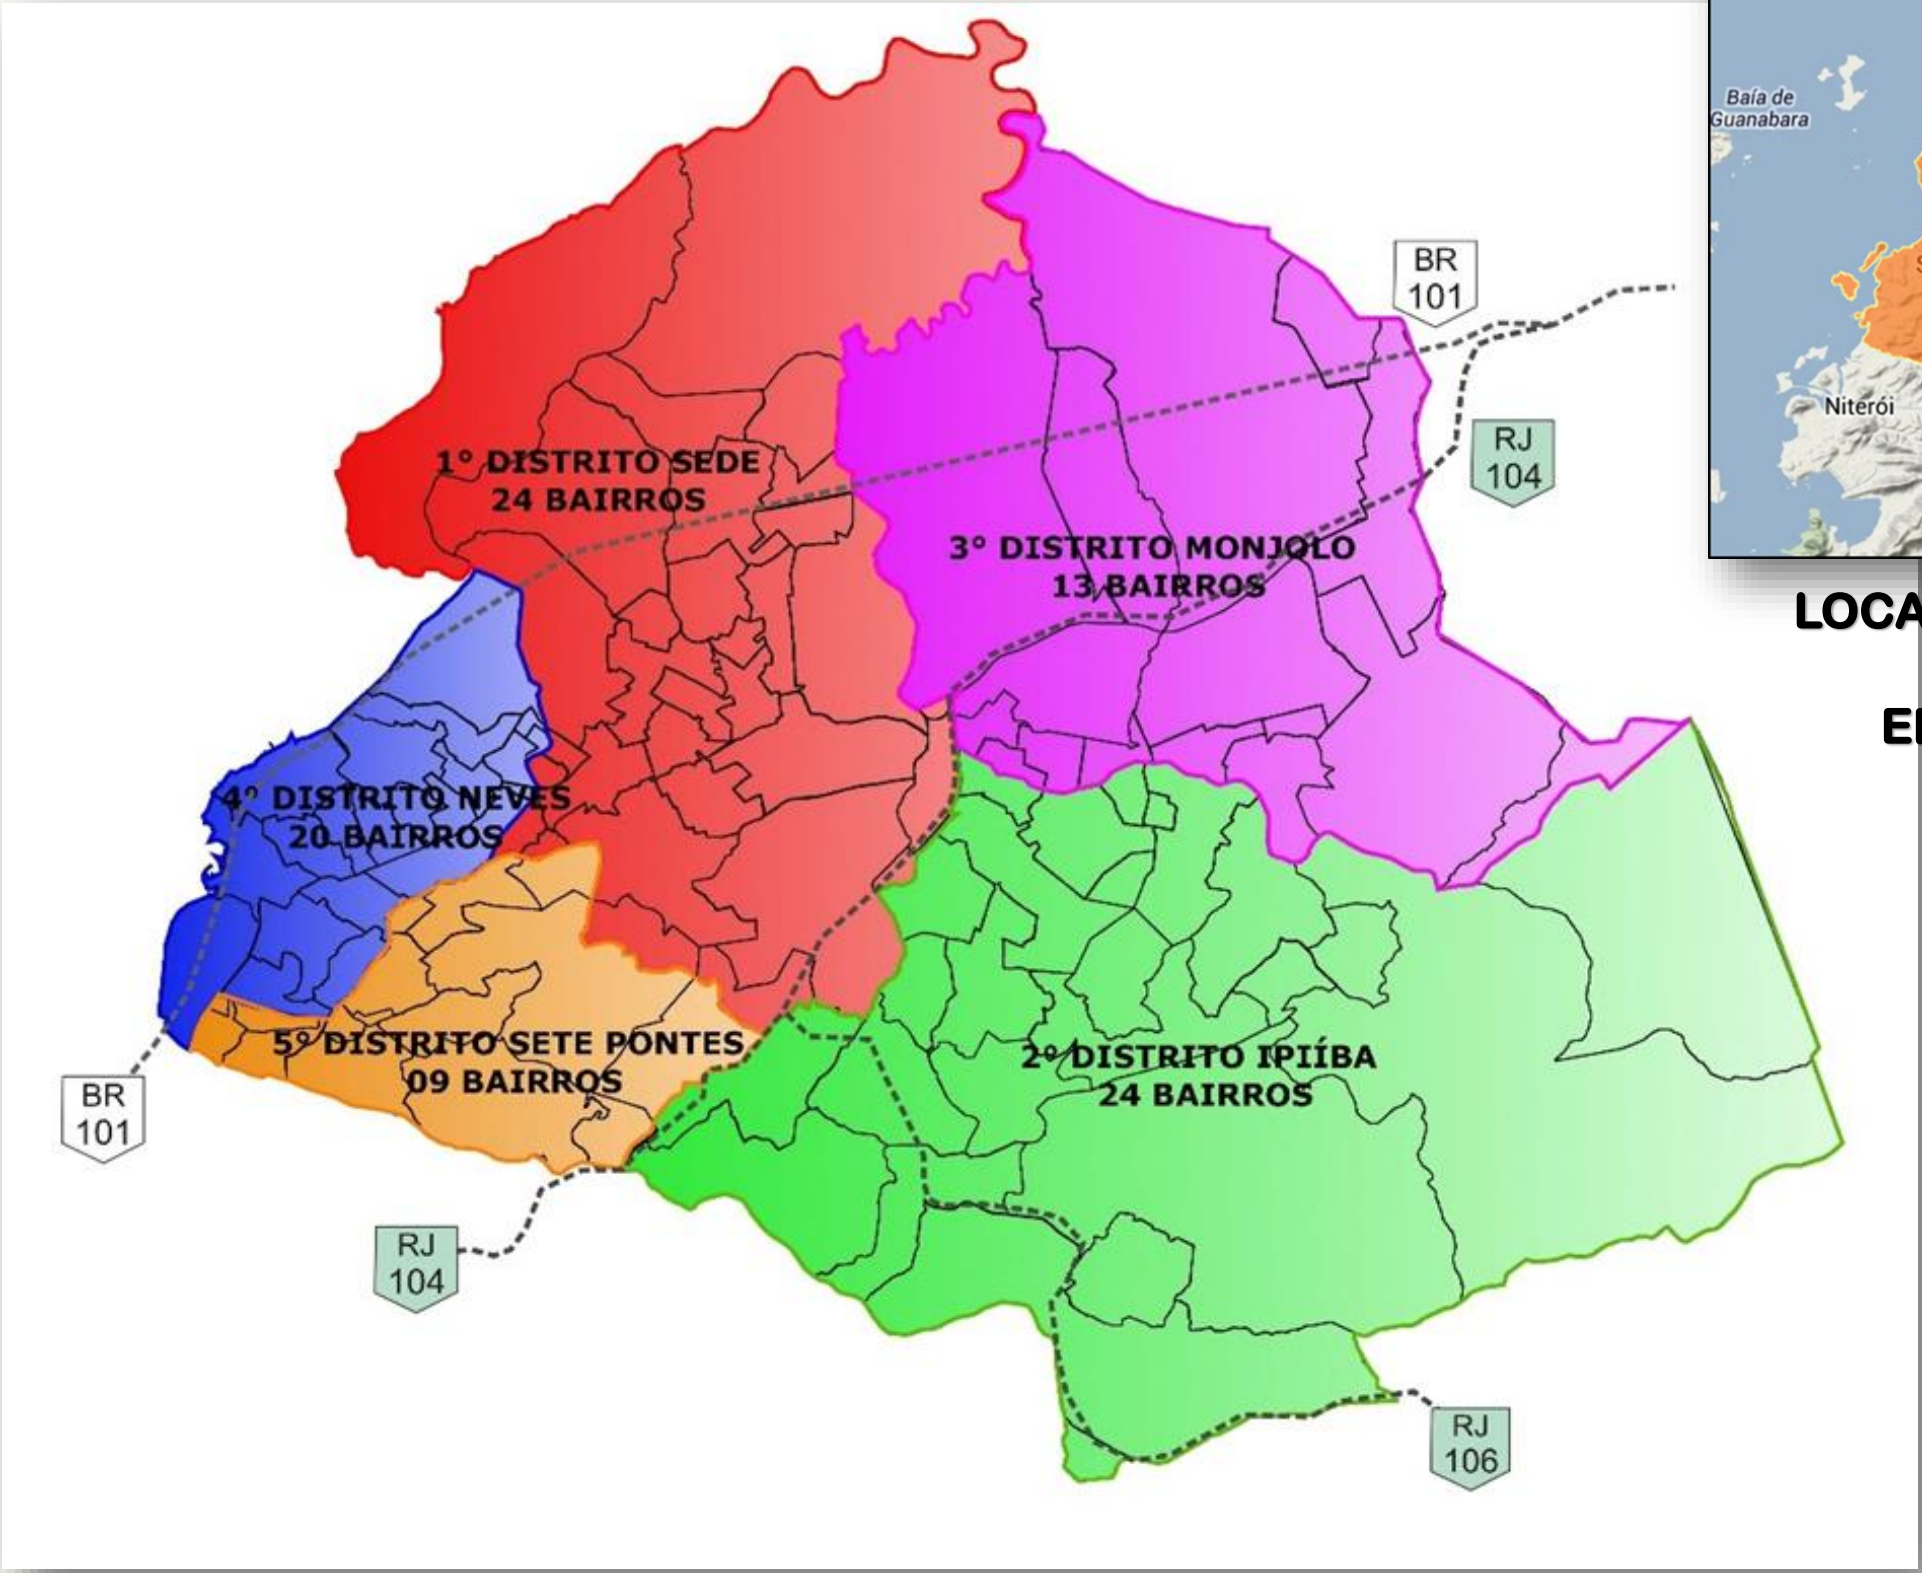 Baía de
Guanabara
BR
101
Niterói
RJ
104
1° DISTRITO SEDE
24 BAIRROS
3° DISTRITO MONJOLO
13 BAIRROS
4° DISTRITO NEVES
20 BAIRROS
5° DISTRITO SETE PONTES
09 BAIRROS
2° DISTRITO IPIÍBA
24 BAIRROS
BR
101
RJ
104
RJ
106
LOCA